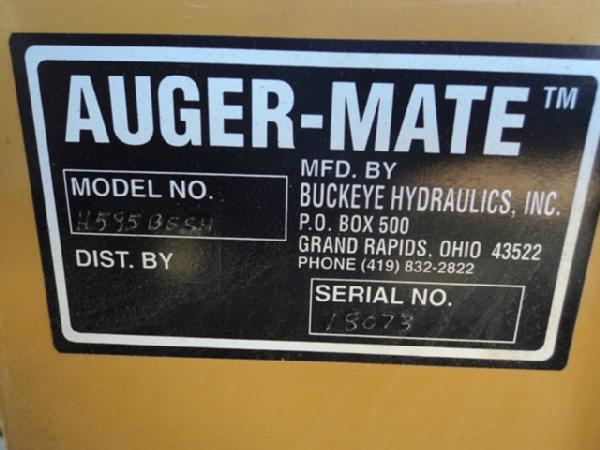 AUGER-MATE™
MODEL NO.
H595BESH
DIST. BY
MFD. BY
BUCKEYE HYDRAULICS, INC.
P.O. BOX 500
GRAND RAPIDS, OHIO 43522
PHONE (419) 832-2822
SERIAL NO.
18073